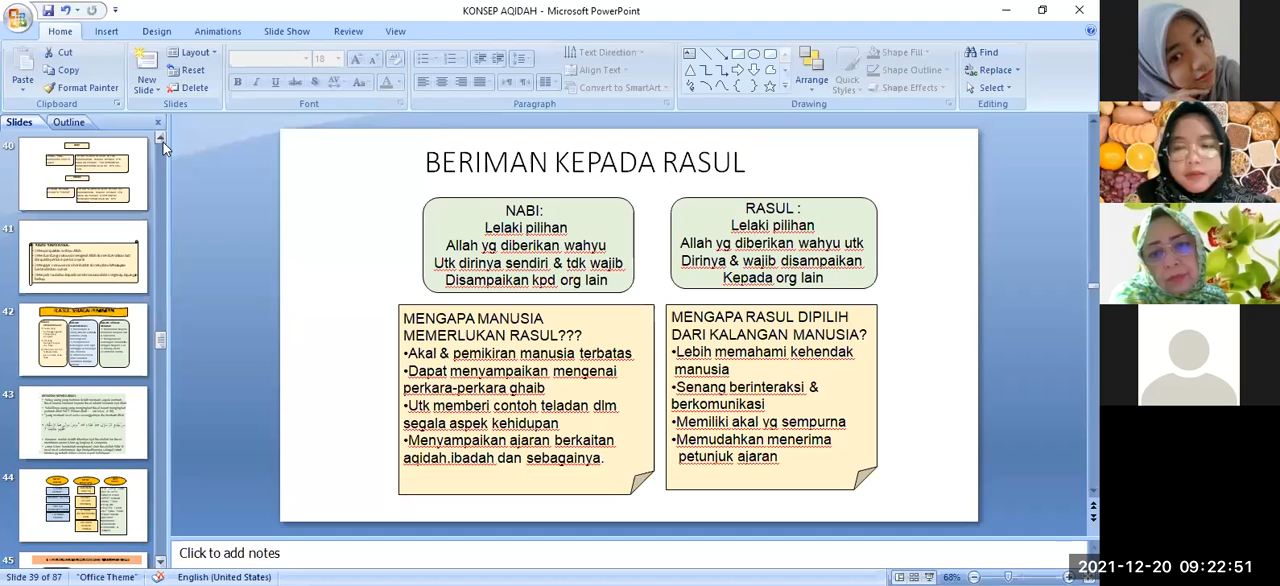 KONSEP AQIDAH - Microsoft PowerPoint
Home Insert Design Animations Slide Show Review View
Paste
Cut
Copy
Format Painter
Clipboard
New
Slide
Layout
Reset
Delete
Slides
18
Font
Paragraph
Text Direction
Align Text
Convert to SmartArt
Arrange
Quick
Styles
Shape Fill
Shape Outline
Shape Effects
Drawing
Find
Replace
Select
Editing
Slides Outline
40
41
42
43
44
45
BERIMAN KEPADA RASUL
NABI:
Lelaki pilihan
Allah yg diberikan wahyu
Utk dirinya sendiri & tdk wajib
Disampaikan kpd org lain
RASUL :
Lelaki pilihan
Allah yg diberikan wahyu utk
Dirinya & wajib disampaikan
Kepada org lain
MENGAPA MANUSIA
MEMERLUKAN RASUL???
•Akal & pemikiran manusia terbatas
•Dapat menyampaikan mengenai
perkara-perkara ghaib
•Utk memberi contoh teladan dlm
segala aspek kehidupan
•Menyampaikan ajaran berkaitan
aqidah.ibadah dan sebagainya.
MENGAPA RASUL DIPILIH
DARI KALANGAN MANUSIA?
•Lebih memahami kehendak
manusia
•Senang berinteraksi &
berkomunikasi
•Memiliki akal yg sempurna
•Memudahkan menerima
petunjuk ajaran
Click to add notes
Slide 39 of 87 "Office Theme" English (United States) 68%
2021-12-20 09:22:51